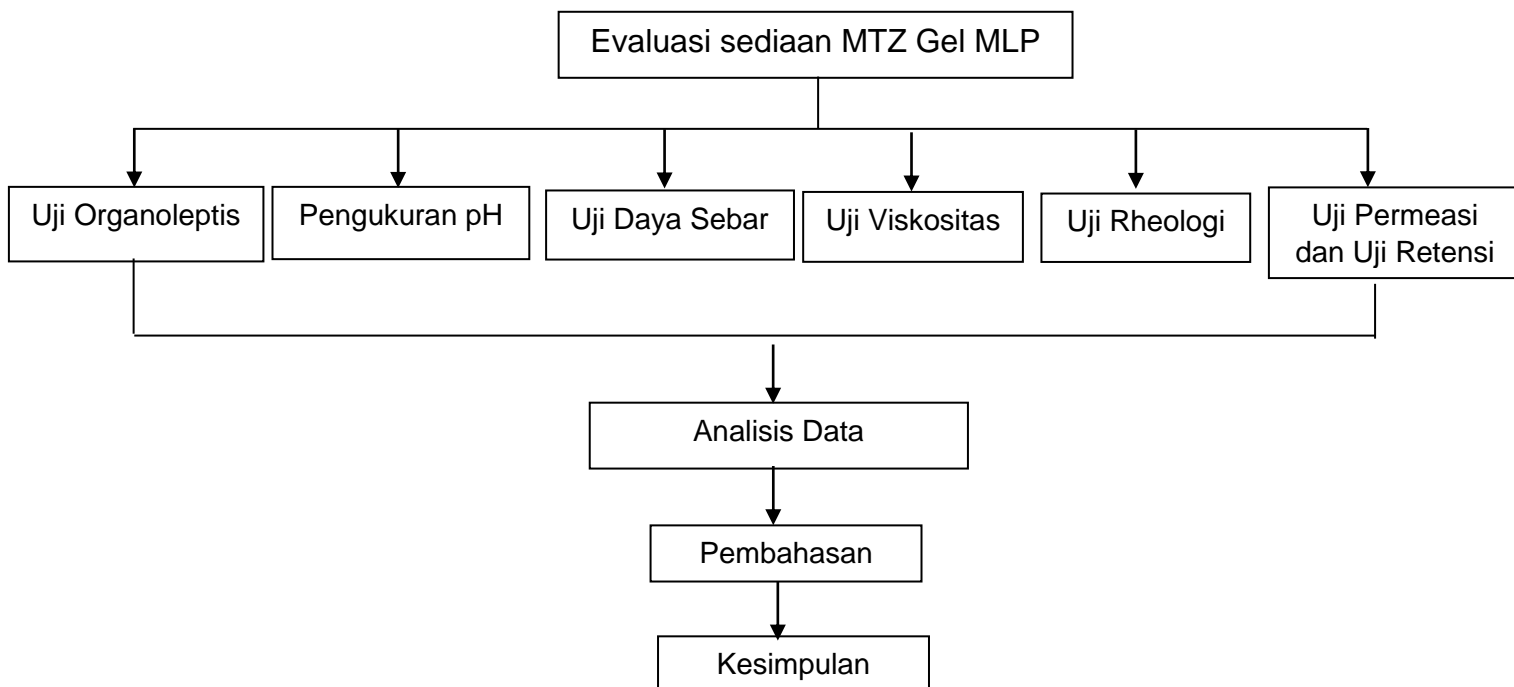 Evaluasi sediaan MTZ Gel MLP
Uji Organoleptis
Pengukuran pH
Uji Daya Sebar
Uji Viskositas
Uji Rheologi
Uji Permeasi
dan Uji Retensi
Analisis Data
Pembahasan
Kesimpulan